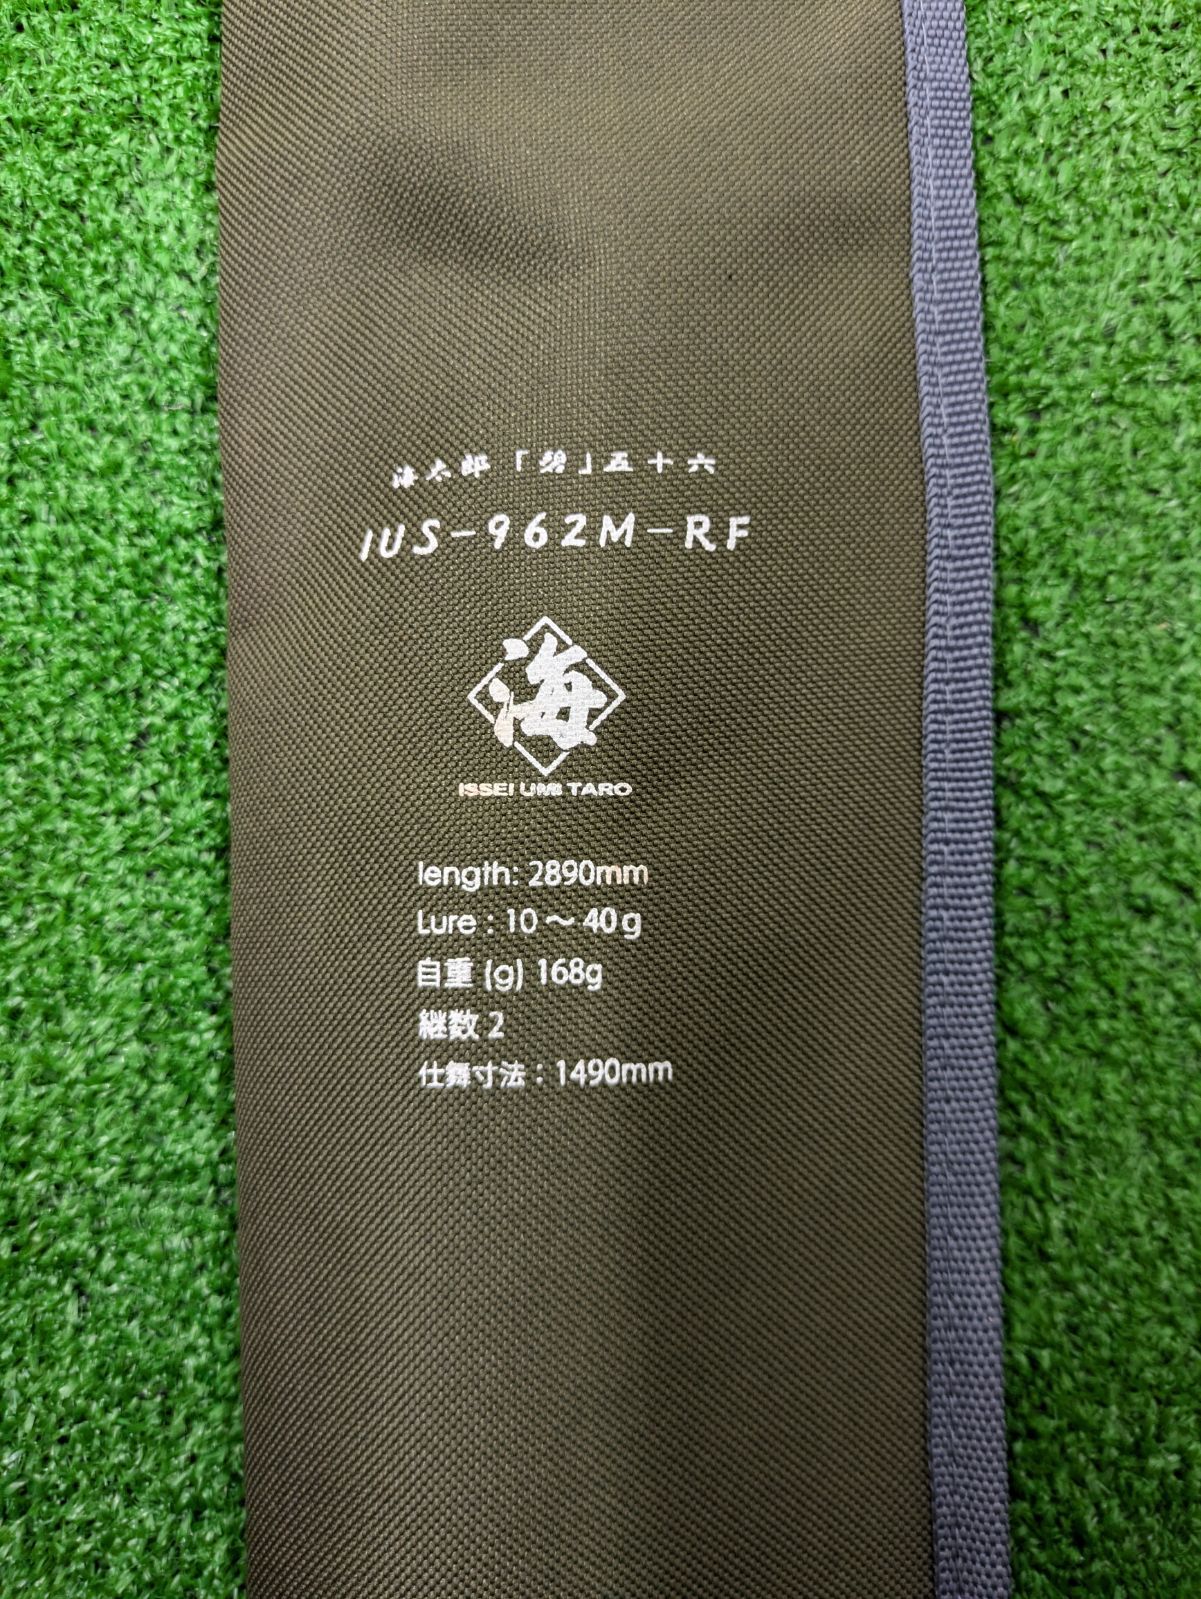 海太郎「碧」五十六
IUS-962M-RF
海
ISSEI UMI TARO
length: 2890mm
Lure : 10～40g
自重 (g) 168g
継数 2
仕舞寸法：1490mm